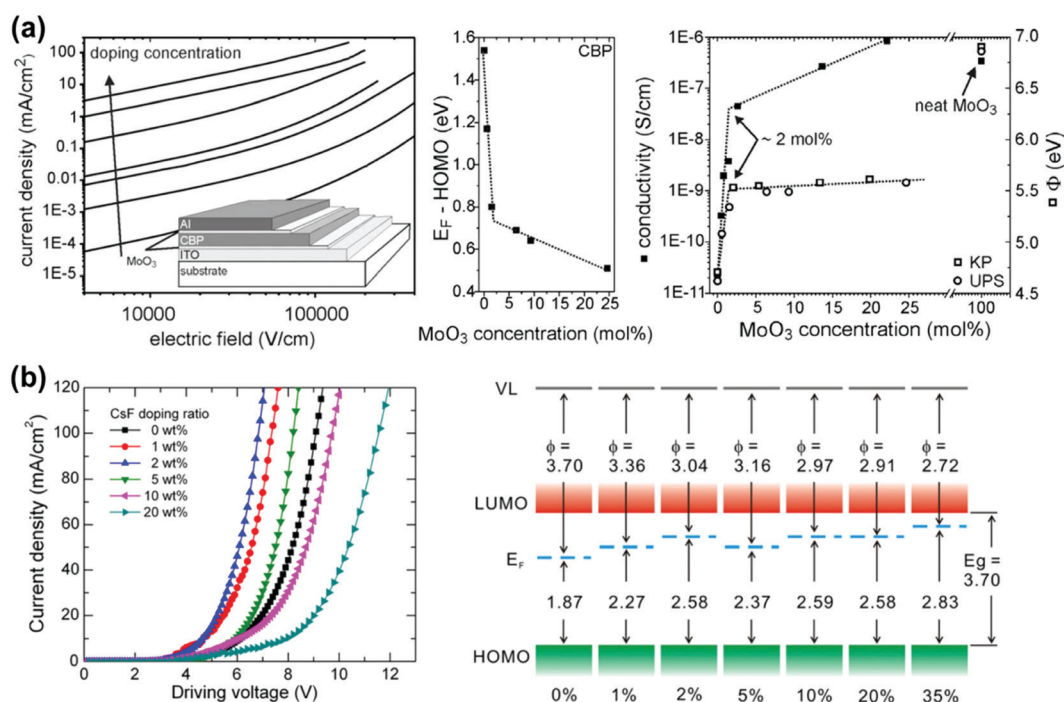 (a)
doping concentration
current density (mA/cm²)
100
10
1
0.1
0.01
1E-3
1E-4
1E-5
MoO₃
Al
CBP
ITO
substrate
10000
100000
electric field (V/cm)
CBP
E_F - HOMO (eV)
1.6
1.4
1.2
1.0
0.8
0.6
0.4
0 5 10 15 20 25
MoO₃ concentration (mol%)
■ conductivity (S/cm)
1E-6
1E-7
1E-8
1E-9
1E-10
1E-11
~ 2 mol%
neat MoO₃
□ KP
○ UPS
7.0
6.5
6.0
5.5
5.0
4.5
□ Φ (eV)
0 5 10 15 20 25 100
MoO₃ concentration (mol%)
(b)
Current density (mA/cm²)
120
100
80
60
40
20
0
CsF doping ratio
0 wt%
1 wt%
2 wt%
5 wt%
10 wt%
20 wt%
0 2 4 6 8 10 12
Driving voltage (V)
VL
ϕ = 3.70
ϕ = 3.36
ϕ = 3.04
ϕ = 3.16
ϕ = 2.97
ϕ = 2.91
ϕ = 2.72
LUMO
E_F
Eg = 3.70
1.87 2.27 2.58 2.37 2.59 2.58 2.83
HOMO
0% 1% 2% 5% 10% 20% 35%